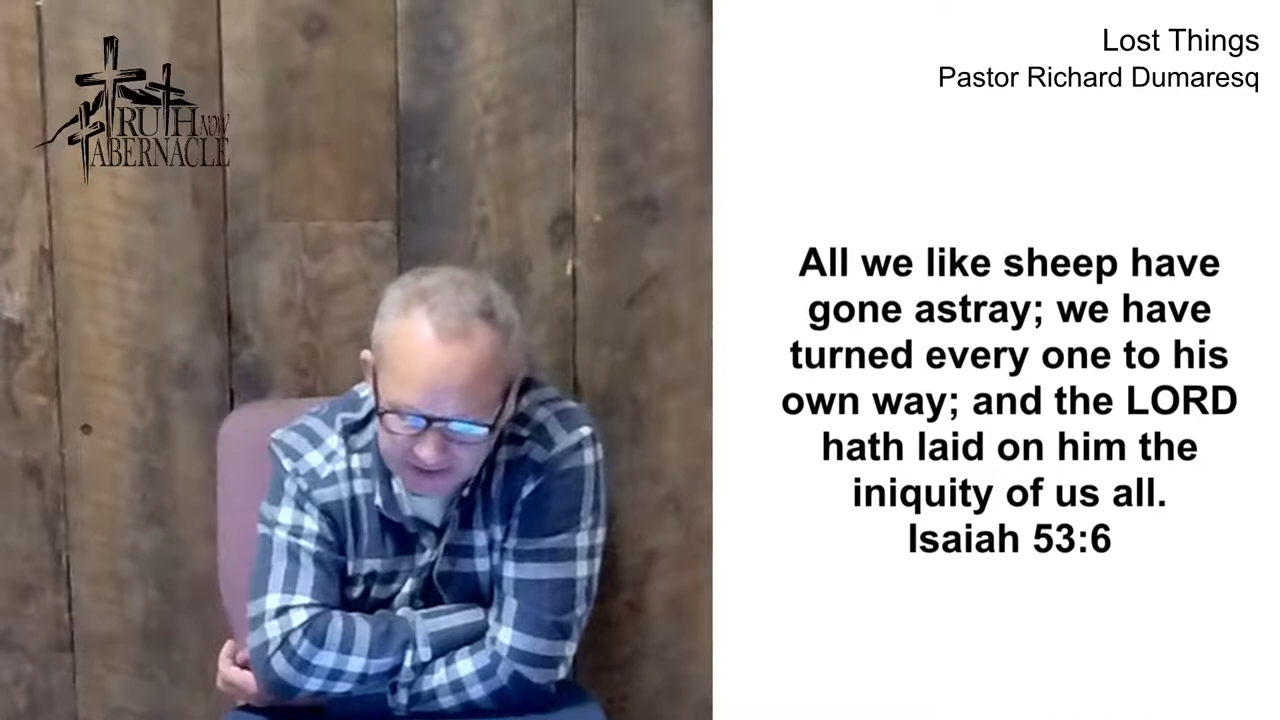 TRUTH NOW
TABERNACLE
Lost Things
Pastor Richard Dumaresq
All we like sheep have
gone astray; we have
turned every one to his
own way; and the LORD
hath laid on him the
iniquity of us all.
Isaiah 53:6